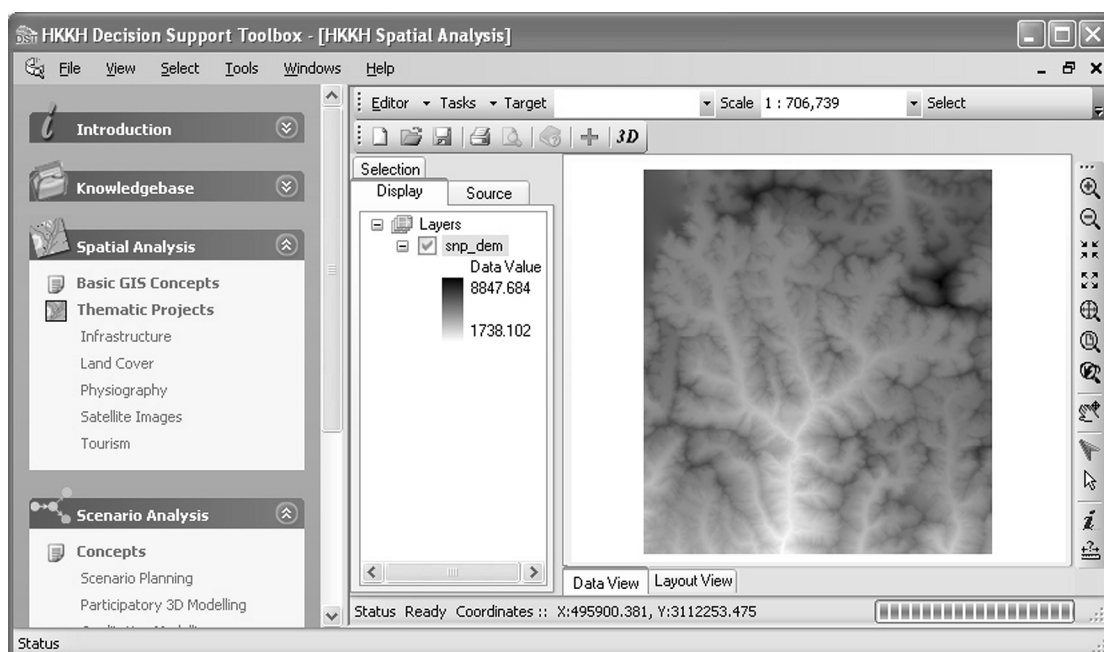 HKKH Decision Support Toolbox - [HKKH Spatial Analysis]
File View Select Tools Windows Help
Introduction
Knowledgebase
Spatial Analysis
Basic GIS Concepts
Thematic Projects
Infrastructure
Land Cover
Physiography
Satellite Images
Tourism
Scenario Analysis
Concepts
Scenario Planning
Participatory 3D Modelling
Editor Tasks Target Scale 1 : 706,739 Select
3D
Selection
Display Source
Layers
snp_dem
Data Value
8847.684
1738.102
Data View Layout View
Status Ready Coordinates :: X:495900.381, Y:3112253.475
Status